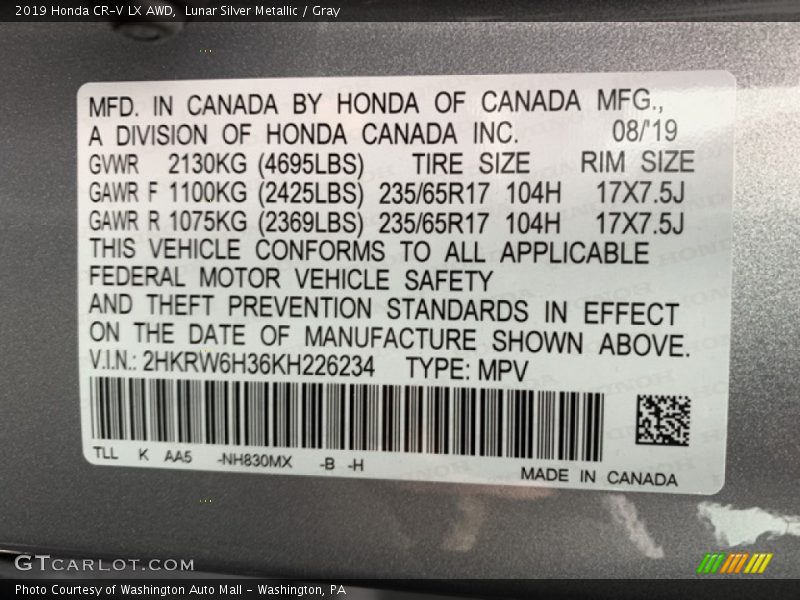 2019 Honda CR-V LX AWD,  Lunar Silver Metallic / Gray
MFD. IN CANADA BY HONDA OF CANADA MFG.,
A DIVISION OF HONDA CANADA INC. 08/'19
GVWR 2130KG (4695LBS) TIRE SIZE RIM SIZE
GAWR F 1100KG (2425LBS) 235/65R17 104H 17X7.5J
GAWR R 1075KG (2369LBS) 235/65R17 104H 17X7.5J
THIS VEHICLE CONFORMS TO ALL APPLICABLE
FEDERAL MOTOR VEHICLE SAFETY
AND THEFT PREVENTION STANDARDS IN EFFECT
ON THE DATE OF MANUFACTURE SHOWN ABOVE.
V.I.N.: 2HKRW6H36KH226234 TYPE: MPV
TLL K AA5 -NH830MX -B -H
MADE IN CANADA
GTCARLOT.COM
Photo Courtesy of Washington Auto Mall - Washington, PA